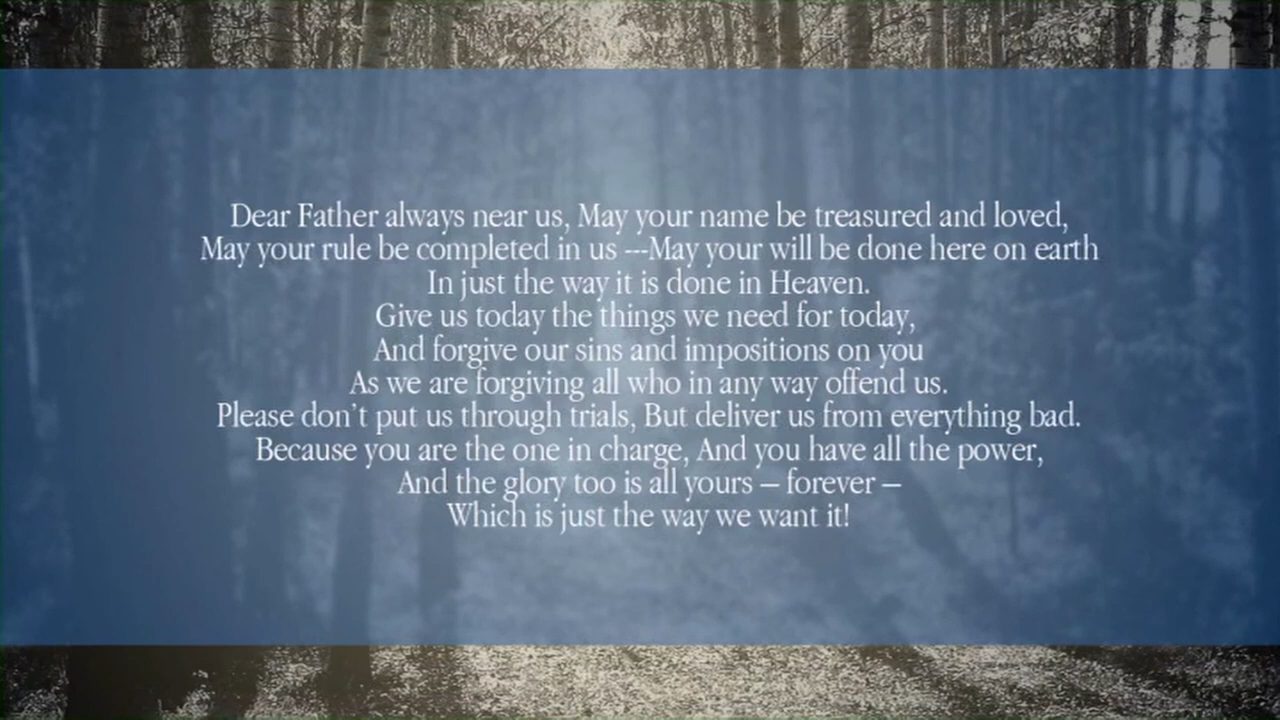 Dear Father always near us, May your name be treasured and loved,
May your rule be completed in us ---May your will be done here on earth
In just the way it is done in Heaven.
Give us today the things we need for today,
And forgive our sins and impositions on you
As we are forgiving all who in any way offend us.
Please don’t put us through trials, But deliver us from everything bad.
Because you are the one in charge, And you have all the power,
And the glory too is all yours – forever –
Which is just the way we want it!